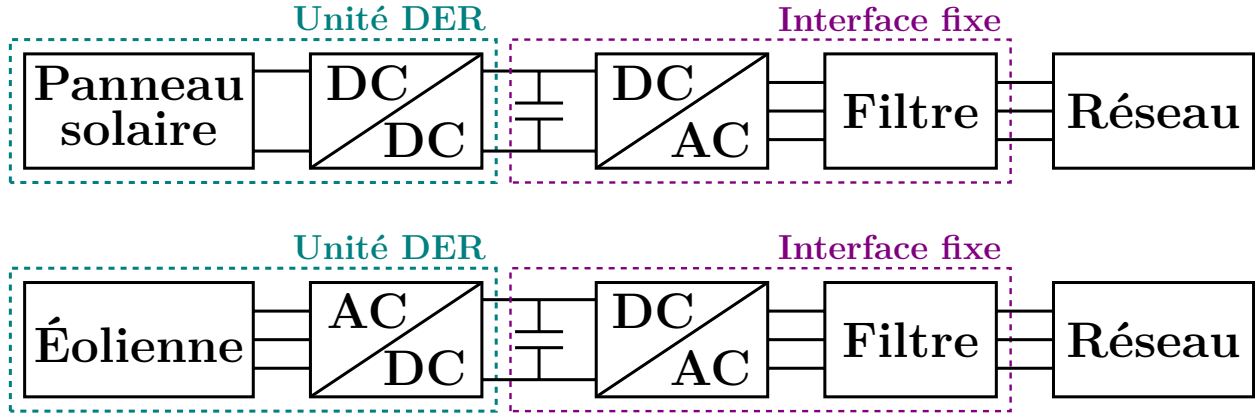 Unité DER
Interface fixe
Panneau
solaire
DC
DC
DC
AC
Filtre
Réseau
Unité DER
Interface fixe
Éolienne
AC
DC
DC
AC
Filtre
Réseau